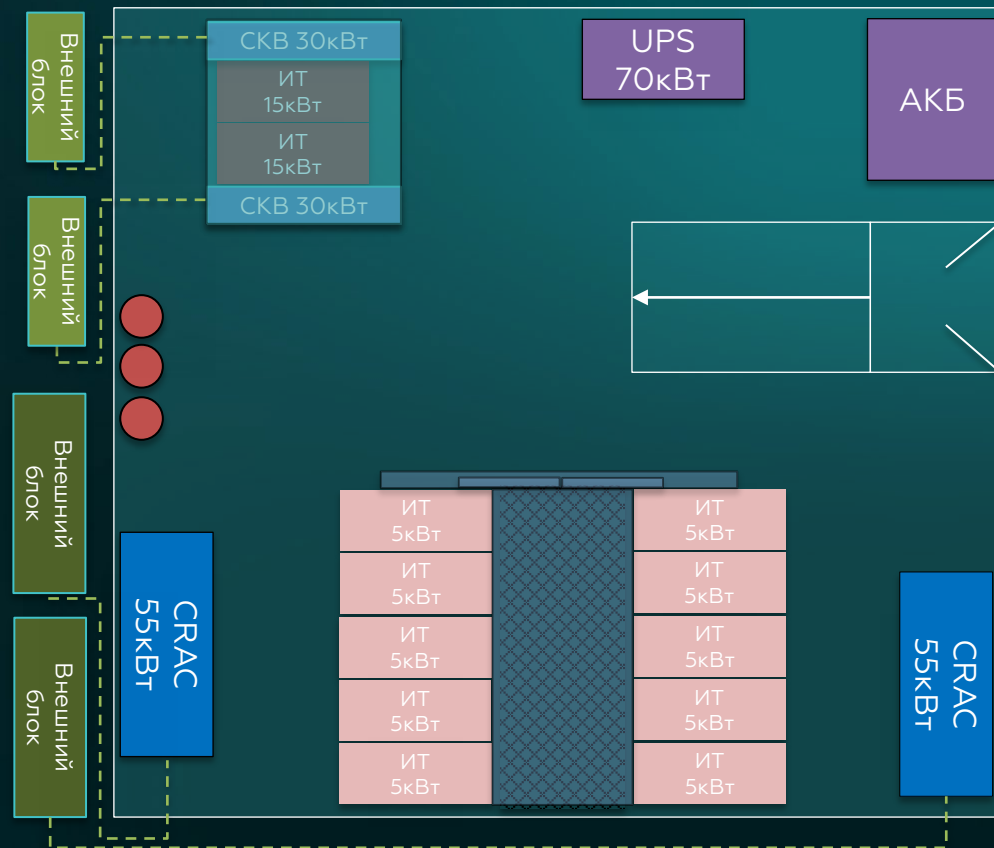 Внешний
блок
СКВ 30кВт
ИТ
15кВт
ИТ
15кВт
СКВ 30кВт
UPS
70кВт
АКБ
Внешний
блок
Внешний
блок
Внешний
блок
CRAC
55кВт
ИТ
5кВт
ИТ
5кВт
ИТ
5кВт
ИТ
5кВт
ИТ
5кВт
ИТ
5кВт
ИТ
5кВт
ИТ
5кВт
ИТ
5кВт
ИТ
5кВт
CRAC
55кВт